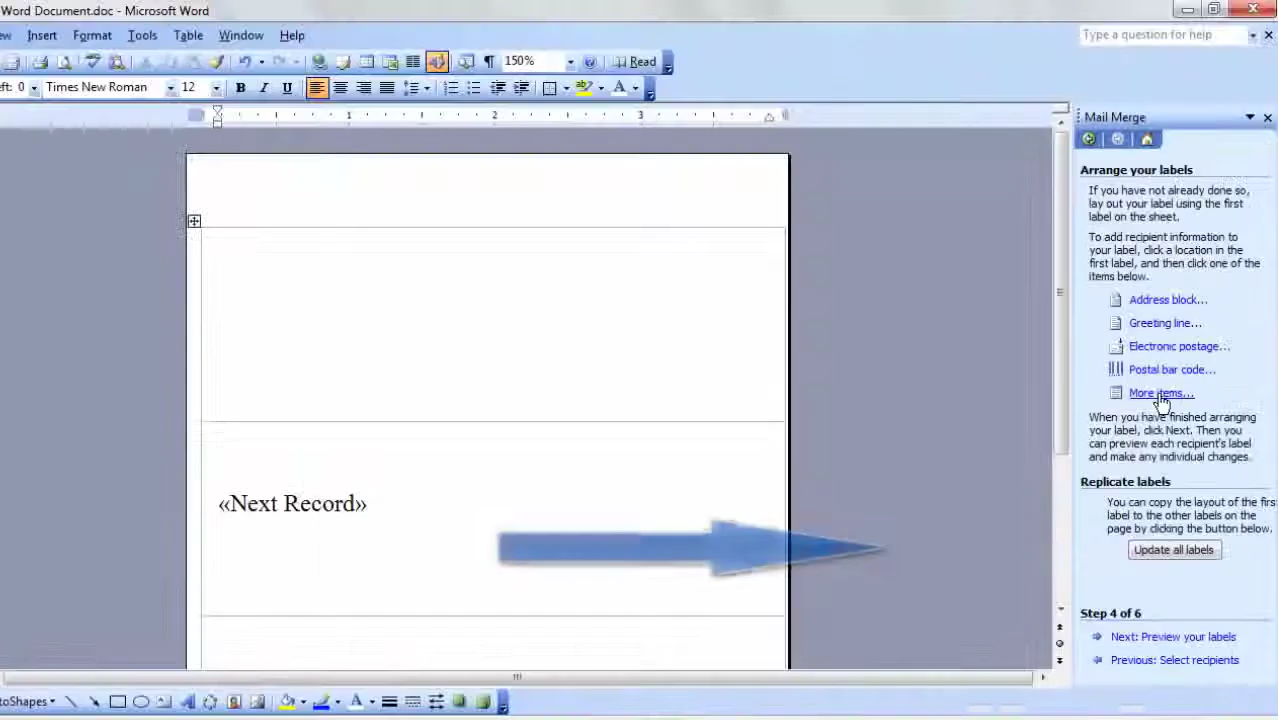 Word Document.doc - Microsoft Word
Insert Format Tools Table Window Help
Type a question for help
150% Read
0 Times New Roman 12 B I U
1 2 3
Mail Merge
Arrange your labels
If you have not already done so,
lay out your label using the first
label on the sheet.
To add recipient information to
your label, click a location in the
first label, and then click one of the
items below.
Address block...
Greeting line...
Electronic postage...
Postal bar code...
More items...
When you have finished arranging
your label, click Next. Then you
can preview each recipient's label
and make any individual changes.
Replicate labels
You can copy the layout of the firs
label to the other labels on the
page by clicking the button below.
Update all labels
Step 4 of 6
Next: Preview your labels
Previous: Select recipients
«Next Record»
toShapes